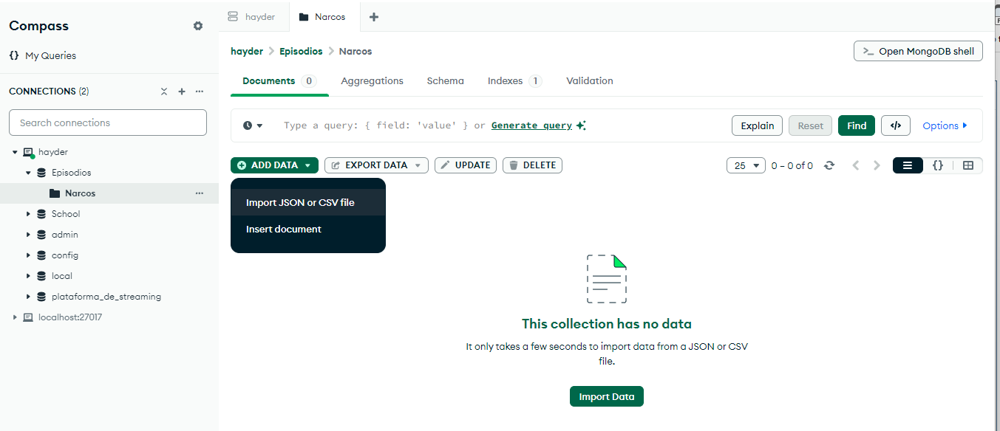 Compass
hayder
Narcos
My Queries
hayder
Episodios
Narcos
Open MongoDB shell
CONNECTIONS (2)
Documents 0 Aggregations Schema Indexes 1 Validation
Search connections
Type a query: { field: 'value' } or Generate query
Explain Reset Find </> Options
hayder
Episodios
Narcos
School
admin
config
local
plataforma_de_streaming
localhost:27017
ADD DATA EXPORT DATA UPDATE DELETE
25 0 – 0 of 0 {}
Import JSON or CSV file
Insert document
This collection has no data
It only takes a few seconds to import data from a JSON or CSV
file.
Import Data